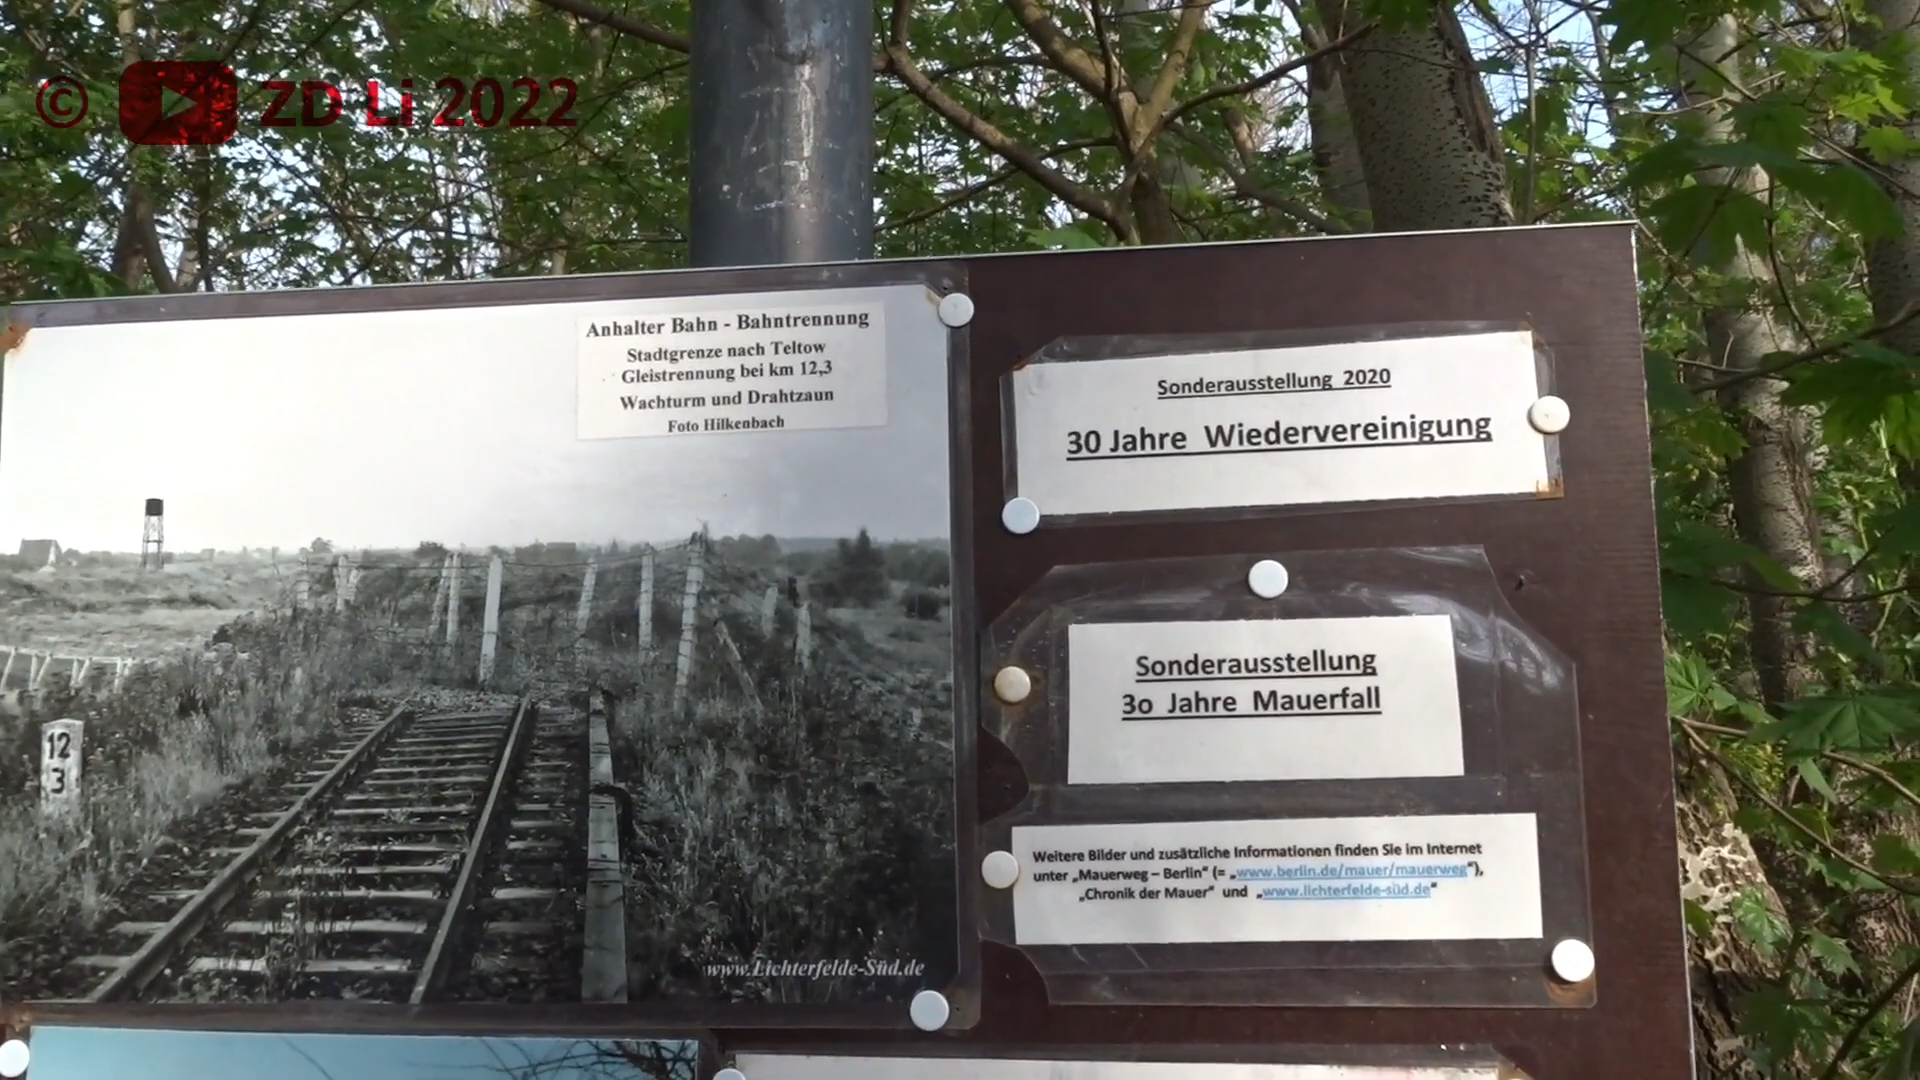 © ZD Li 2022
Anhalter Bahn - Bahntrennung
Stadtgrenze nach Teltow
Gleistrennung bei km 12,3
Wachturm und Drahtzaun
Foto Hilkenbach
12
3
www.Lichterfelde-Süd.de
Sonderausstellung 2020
30 Jahre Wiedervereinigung
Sonderausstellung
3o Jahre Mauerfall
Weitere Bilder und zusätzliche Informationen finden Sie im Internet
unter „Mauerweg – Berlin“ (= „www.berlin.de/mauer/mauerweg“),
„Chronik der Mauer“ und „www.lichterfelde-süd.de“